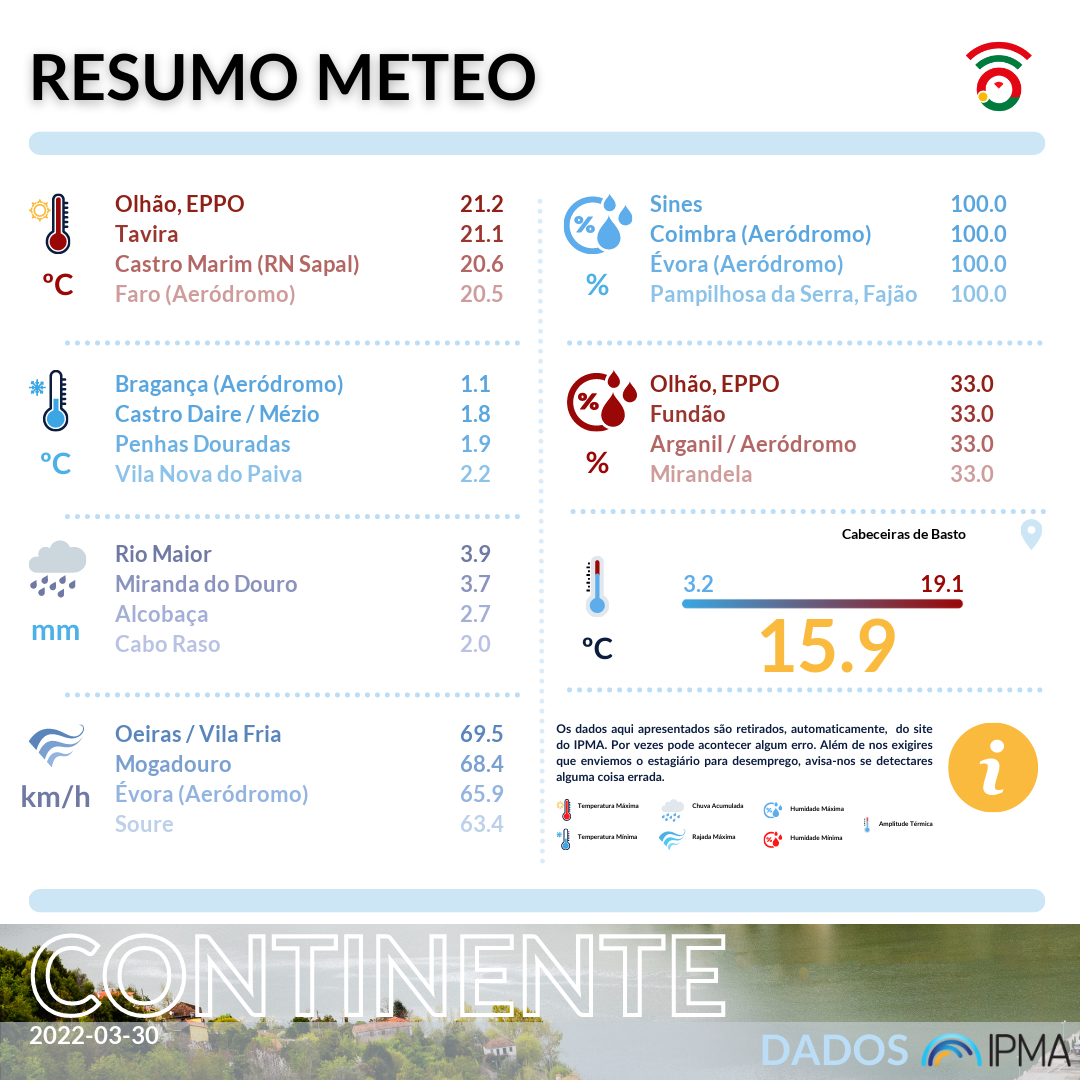 RESUMO METEO
Olhão, EPPO 21.2
Tavira 21.1
Castro Marim (RN Sapal) 20.6
Faro (Aeródromo) 20.5
ºC
Bragança (Aeródromo) 1.1
Castro Daire / Mézio 1.8
Penhas Douradas 1.9
Vila Nova do Paiva 2.2
ºC
Rio Maior 3.9
Miranda do Douro 3.7
Alcobaça 2.7
Cabo Raso 2.0
mm
Oeiras / Vila Fria 69.5
Mogadouro 68.4
Évora (Aeródromo) 65.9
Soure 63.4
km/h
%
Sines 100.0
Coimbra (Aeródromo) 100.0
Évora (Aeródromo) 100.0
Pampilhosa da Serra, Fajão 100.0
%
%
Olhão, EPPO 33.0
Fundão 33.0
Arganil / Aeródromo 33.0
Mirandela 33.0
%
Cabeceiras de Basto
3.2 19.1
ºC
15.9
Os dados aqui apresentados são retirados, automaticamente, do site
do IPMA. Por vezes pode acontecer algum erro. Além de nos exigires
que enviemos o estagiário para desemprego, avisa-nos se detectares
alguma coisa errada.
i
Temperatura Máxima Chuva Acumulada Humidade Máxima
Amplitude Térmica
Temperatura Mínima Rajada Máxima Humidade Mínima
CONTINENTE
2022-03-30
DADOS IPMA